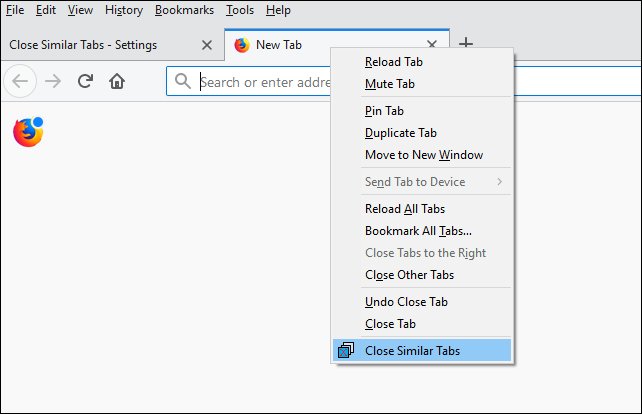 File Edit View History Bookmarks Tools Help
Close Similar Tabs - Settings
New Tab
Search or enter addre
Reload Tab
Mute Tab
Pin Tab
Duplicate Tab
Move to New Window
Send Tab to Device
Reload All Tabs
Bookmark All Tabs...
Close Tabs to the Right
Close Other Tabs
Undo Close Tab
Close Tab
Close Similar Tabs